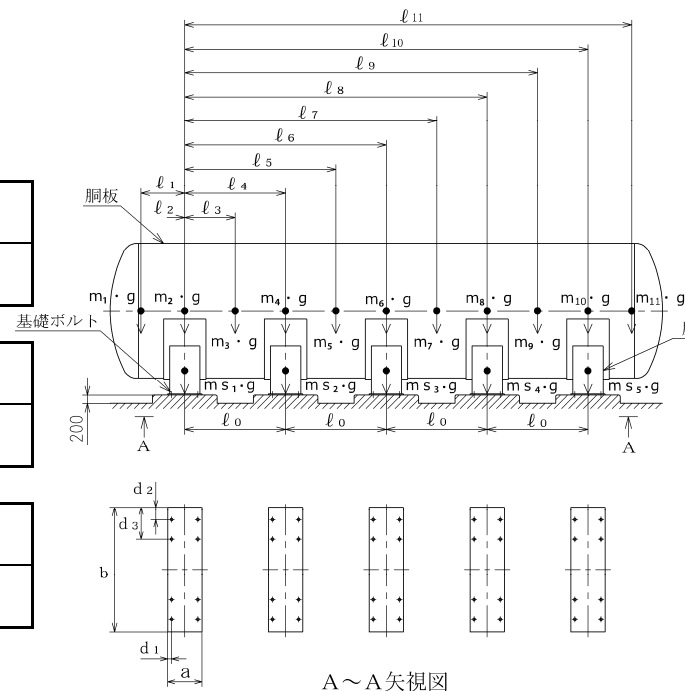 ℓ11
ℓ10
ℓ9
ℓ8
ℓ7
ℓ6
ℓ5
ℓ1 ℓ4
ℓ2 ℓ3
胴板
m1・g m2・g m4・g m6・g m8・g m10・g m11・g
基礎ボルト
m3・g m5・g m7・g m9・g
ms1・g ms2・g ms3・g ms4・g ms5・g
200
ℓ0 ℓ0 ℓ0 ℓ0
A A
d2
d3
b
d1
a
A～A矢視図